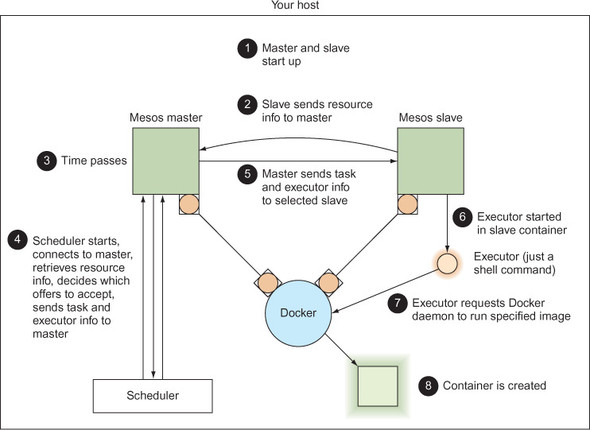 Your host
1 Master and slave
start up
2 Slave sends resource
info to master
Mesos master
Mesos slave
3 Time passes
5 Master sends task
and executor info
to selected slave
4 Scheduler starts,
connects to master,
retrieves resource
info, decides which
offers to accept,
sends task and
executor info to
master
6 Executor started
in slave container
Executor (just a
shell command)
7 Executor requests Docker
daemon to run specified image
Docker
8 Container is created
Scheduler